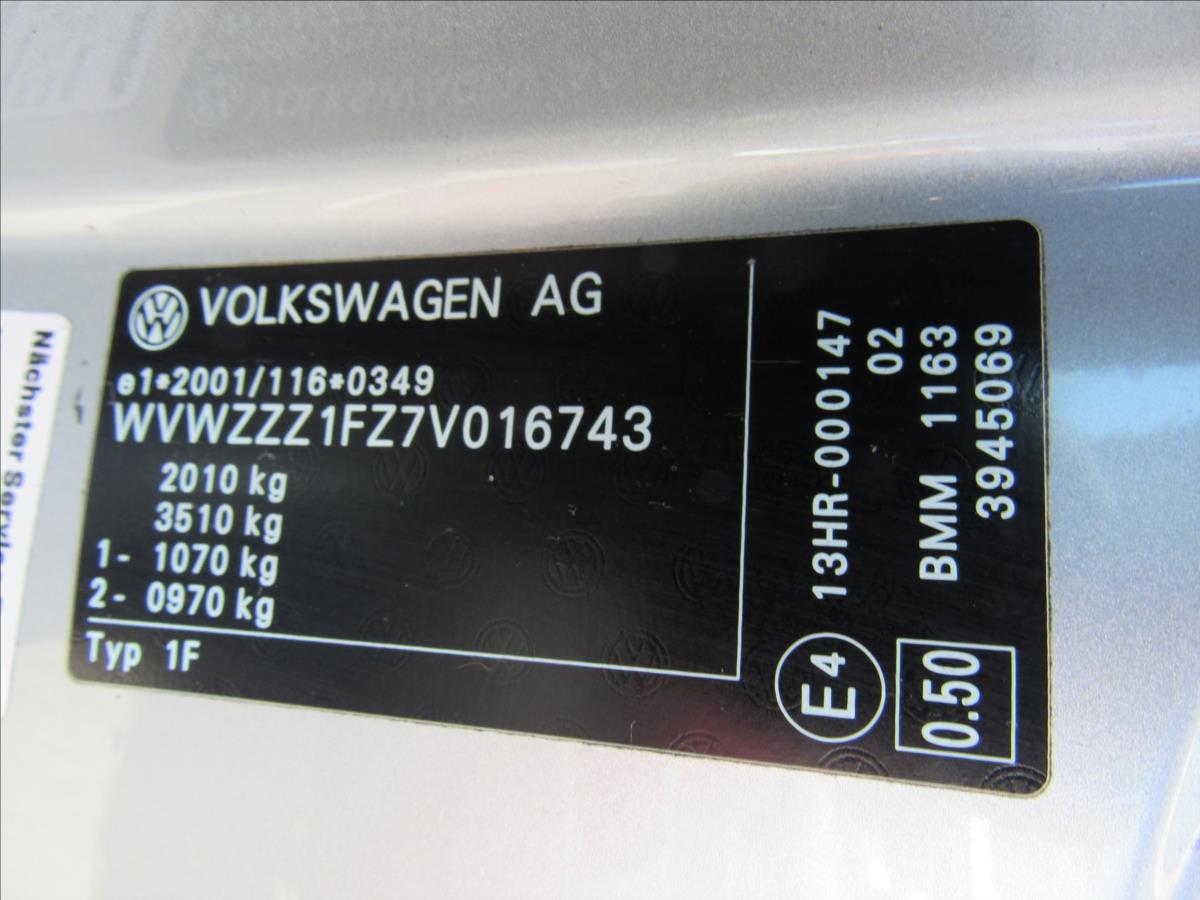 VOLKSWAGEN AG
e1*2001/116*0349
WVWZZZ1FZ7V016743
2010 kg
3510 kg
1- 1070 kg
2- 0970 kg
Typ 1F
E4 13HR-000147
02
0.50 BMM 1163
3945069
Nächster Service